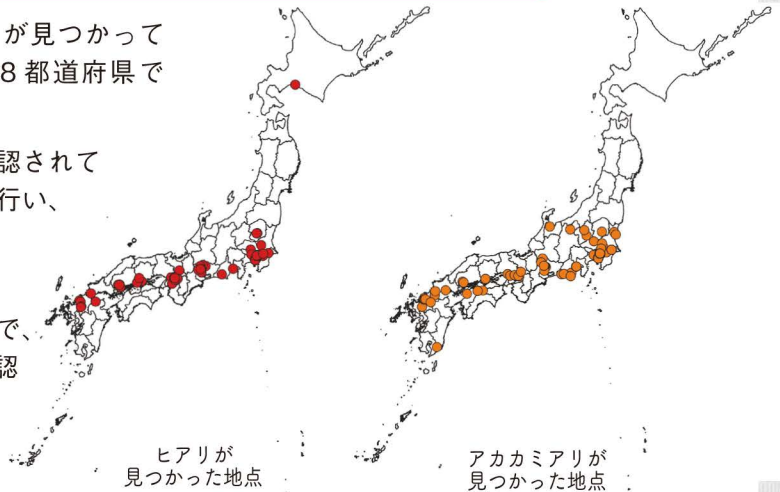 が見つかって
8都道府県で
認されて
行い、
で、
認
ヒアリが
見つかった地点
アカカミアリが
見つかった地点